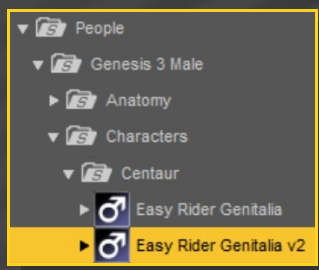 People
Genesis 3 Male
Anatomy
Characters
Centaur
Easy Rider Genitalia
Easy Rider Genitalia v2